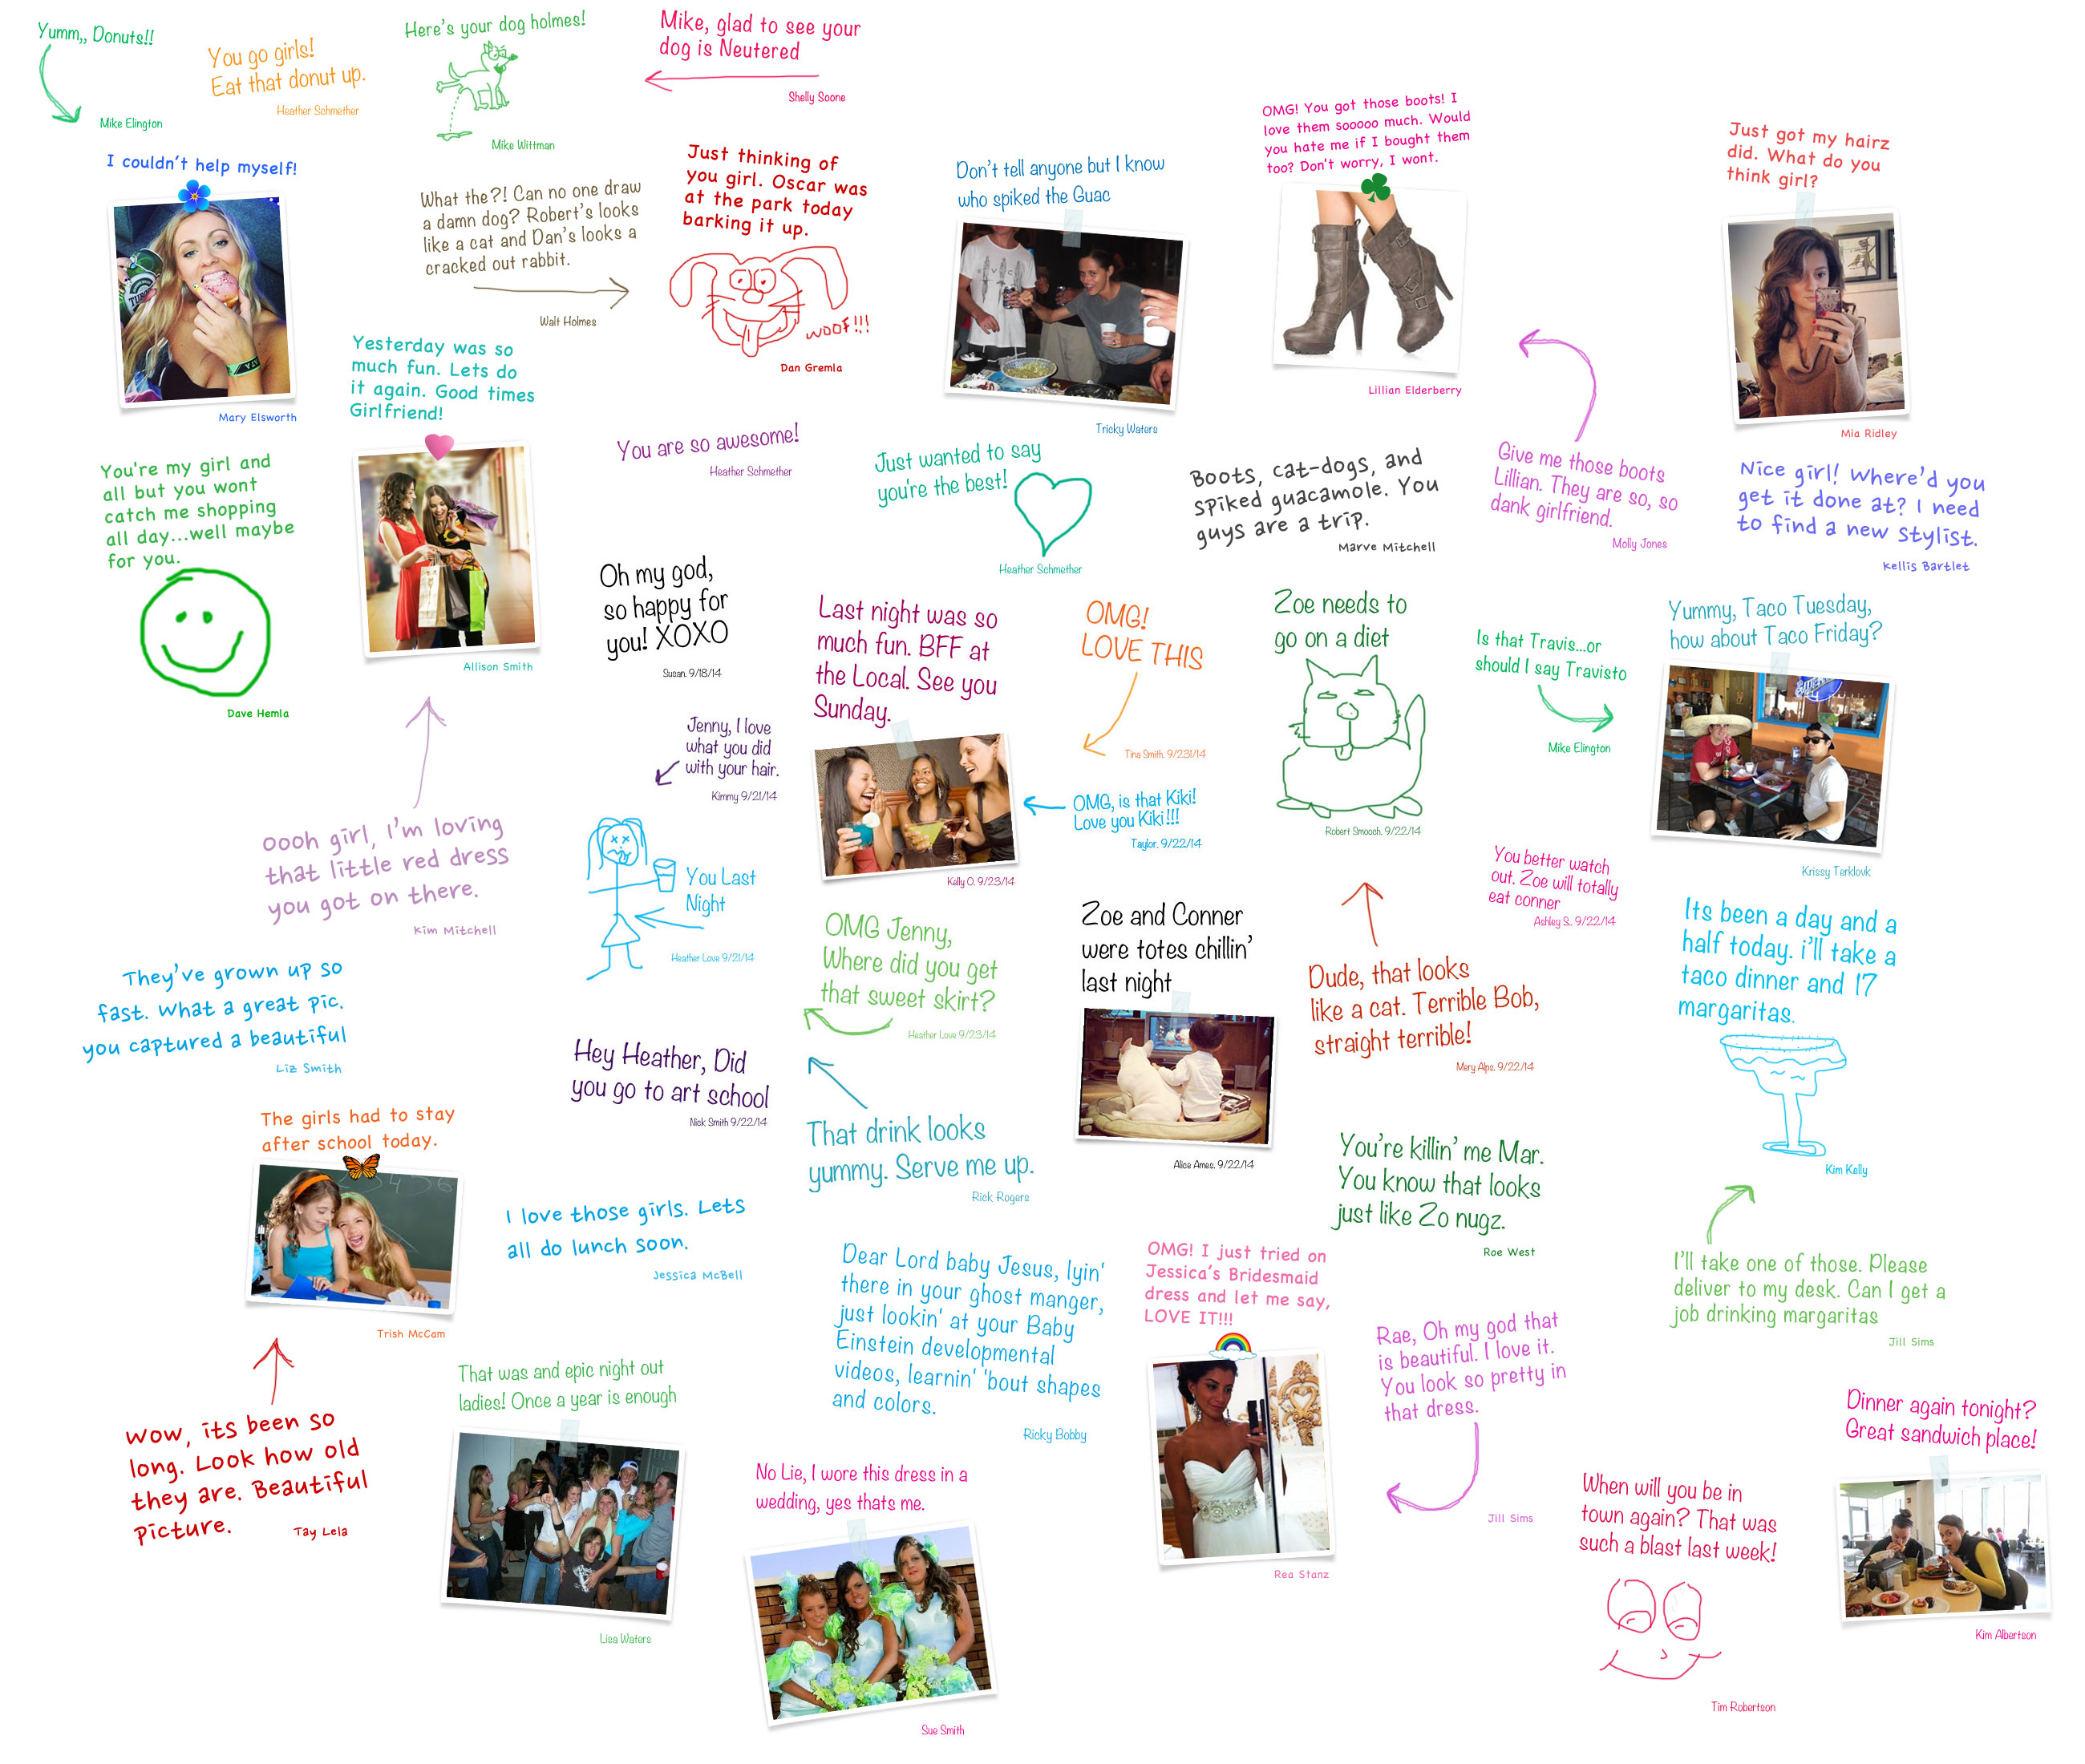 Yumm,, Donuts!!
Mike Elington
You go girls!
Eat that donut up.
Heather Schmether
Here's your dog holmes!
Mike Wittman
Mike, glad to see your
dog is Neutered
Shelly Soone
I couldn't help myself!
Mary Elsworth
What the?! Can no one draw
a damn dog? Robert's looks
like a cat and Dan's looks a
cracked out rabbit.
Walt Holmes
Just thinking of
you girl. Oscar was
at the park today
barking it up.
WOOF!!!
Dan Gremla
Don't tell anyone but I know
who spiked the Guac
Tricky Waters
OMG! You got those boots! I
love them sooooo much. Would
you hate me if I bought them
too? Don't worry, I wont.
Lillian Elderberry
Just got my hairz
did. What do you
think girl?
Mia Ridley
Yesterday was so
much fun. Lets do
it again. Good times
Girlfriend!
Allison Smith
You're my girl and
all but you wont
catch me shopping
all day...well maybe
for you.
Dave Hemla
You are so awesome!
Heather Schmether
Just wanted to say
you're the best!
Heather Schmether
Boots, cat-dogs, and
spiked guacamole. You
guys are a trip.
Marve Mitchell
Give me those boots
Lillian. They are so, so
dank girlfriend.
Molly Jones
Nice girl! Where'd you
get it done at? I need
to find a new stylist.
Kellis Bartlet
Oh my god,
so happy for
you! XOXO
Susan. 9/18/14
Last night was so
much fun. BFF at
the Local. See you
Sunday.
Kelly O. 9/23/14
OMG!
LOVE THIS
Tina Smith. 9/231/14
Zoe needs to
go on a diet
Robert Smooch. 9/22/14
Is that Travis...or
should I say Travisto
Mike Elington
Yummy, Taco Tuesday,
how about Taco Friday?
Krissy Terklovk
Jenny, I love
what you did
with your hair.
Kimmy 9/21/14
OMG, is that Kiki!
Love you Kiki!!!
Taylor. 9/22/14
Oooh girl, I'm loving
that little red dress
you got on there.
Kim Mitchell
You Last
Night
Heather Love 9/21/14
OMG Jenny,
Where did you get
that sweet skirt?
Heather Love 9/23/14
Zoe and Conner
were totes chillin'
last night
Alice Ames. 9/22/14
You better watch
out. Zoe will totally
eat conner
Ashley S.. 9/22/14
Dude, that looks
like a cat. Terrible Bob,
straight terrible!
Mery Alps. 9/22/14
Its been a day and a
half today. i'll take a
taco dinner and 17
margaritas.
Kim Kelly
They've grown up so
fast. What a great pic.
you captured a beautiful
Liz Smith
Hey Heather, Did
you go to art school
Nick Smith 9/22/14
That drink looks
yummy. Serve me up.
Rick Rogers
The girls had to stay
after school today.
Trish McCam
I love those girls. Lets
all do lunch soon.
Jessica McBell
You're killin' me Mar.
You know that looks
just like Zo nugz.
Roe West
Dear Lord baby Jesus, lyin'
there in your ghost manger,
just lookin' at your Baby
Einstein developmental
videos, learnin' 'bout shapes
and colors.
Ricky Bobby
OMG! I just tried on
Jessica's Bridesmaid
dress and let me say,
LOVE IT!!!
Rea Stanz
I'll take one of those. Please
deliver to my desk. Can I get a
job drinking margaritas
Jill Sims
Rae, Oh my god that
is beautiful. I love it.
You look so pretty in
that dress.
Jill Sims
Wow, its been so
long. Look how old
they are. Beautiful
picture.
Tay Lela
That was and epic night out
ladies! Once a year is enough
Lisa Waters
No Lie, I wore this dress in a
wedding, yes thats me.
Sue Smith
When will you be in
town again? That was
such a blast last week!
Tim Robertson
Dinner again tonight?
Great sandwich place!
Kim Albertson